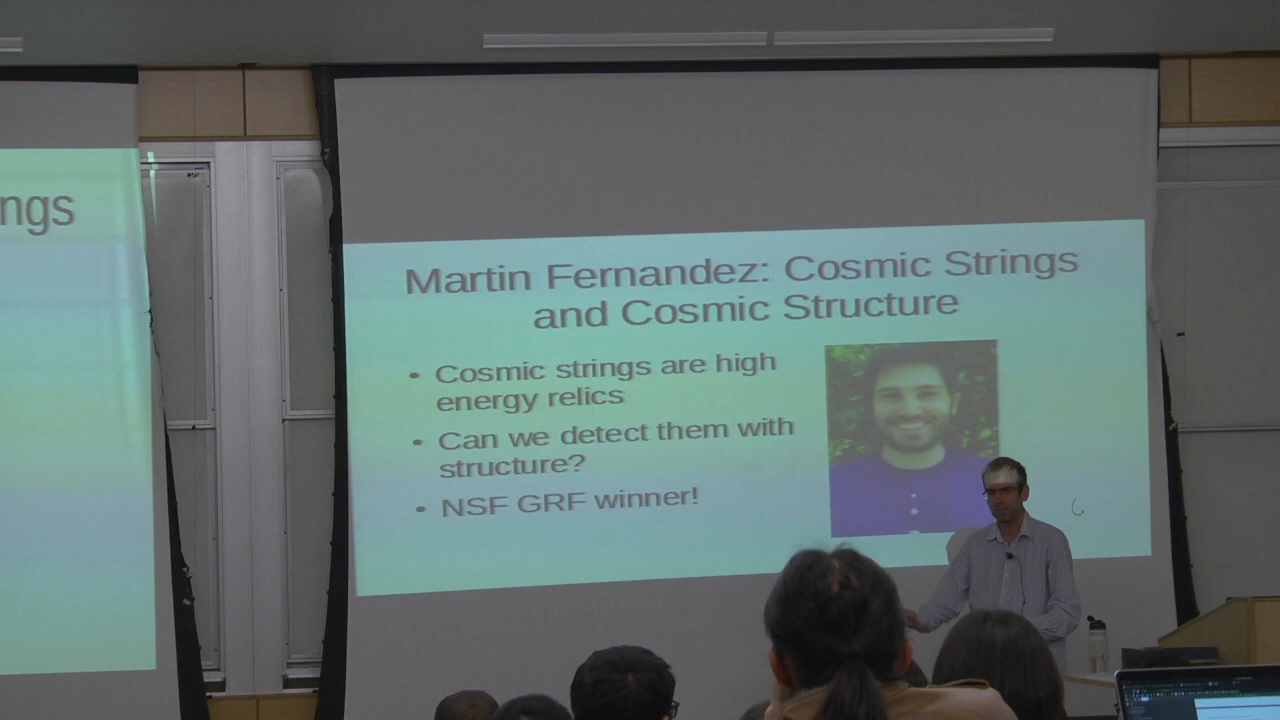 ngs
Martin Fernandez: Cosmic Strings
and Cosmic Structure
• Cosmic strings are high
energy relics
• Can we detect them with
structure?
• NSF GRF winner!